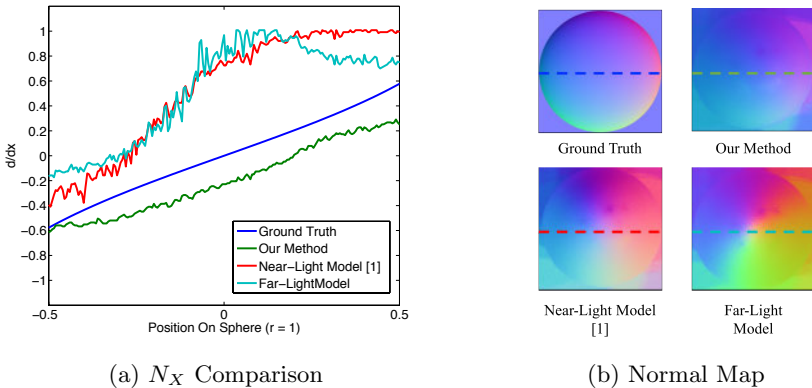 1
0.8
0.6
0.4
0.2
0
−0.2
−0.4
−0.6
−0.8
−1
d/dx
−0.5
0
0.5
Position On Sphere (r = 1)
Ground Truth
Our Method
Near−Light Model [1]
Far−LightModel
(a) N_X Comparison
Ground Truth
Our Method
Near-Light Model
[1]
Far-Light
Model
(b) Normal Map